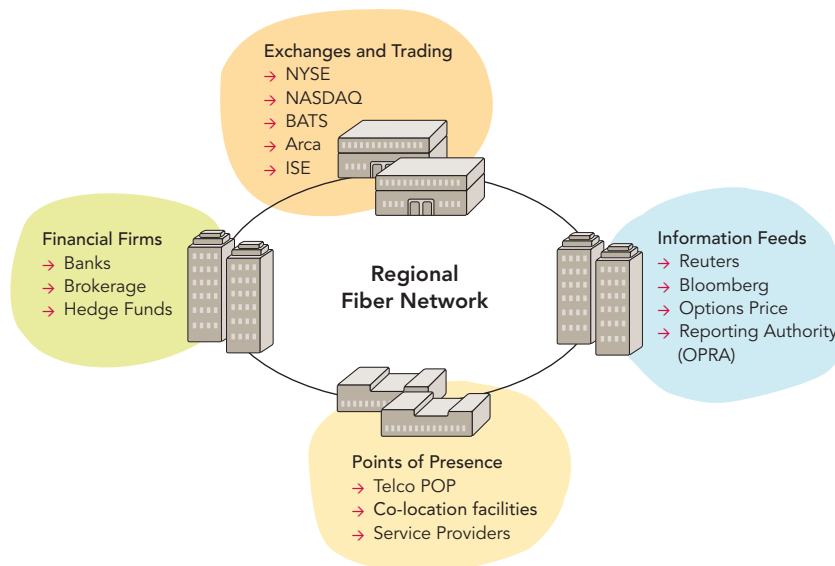 Exchanges and Trading
→ NYSE
→ NASDAQ
→ BATS
→ Arca
→ ISE
Financial Firms
→ Banks
→ Brokerage
→ Hedge Funds
Regional
Fiber Network
Information Feeds
→ Reuters
→ Bloomberg
→ Options Price
→ Reporting Authority
(OPRA)
Points of Presence
→ Telco POP
→ Co-location facilities
→ Service Providers